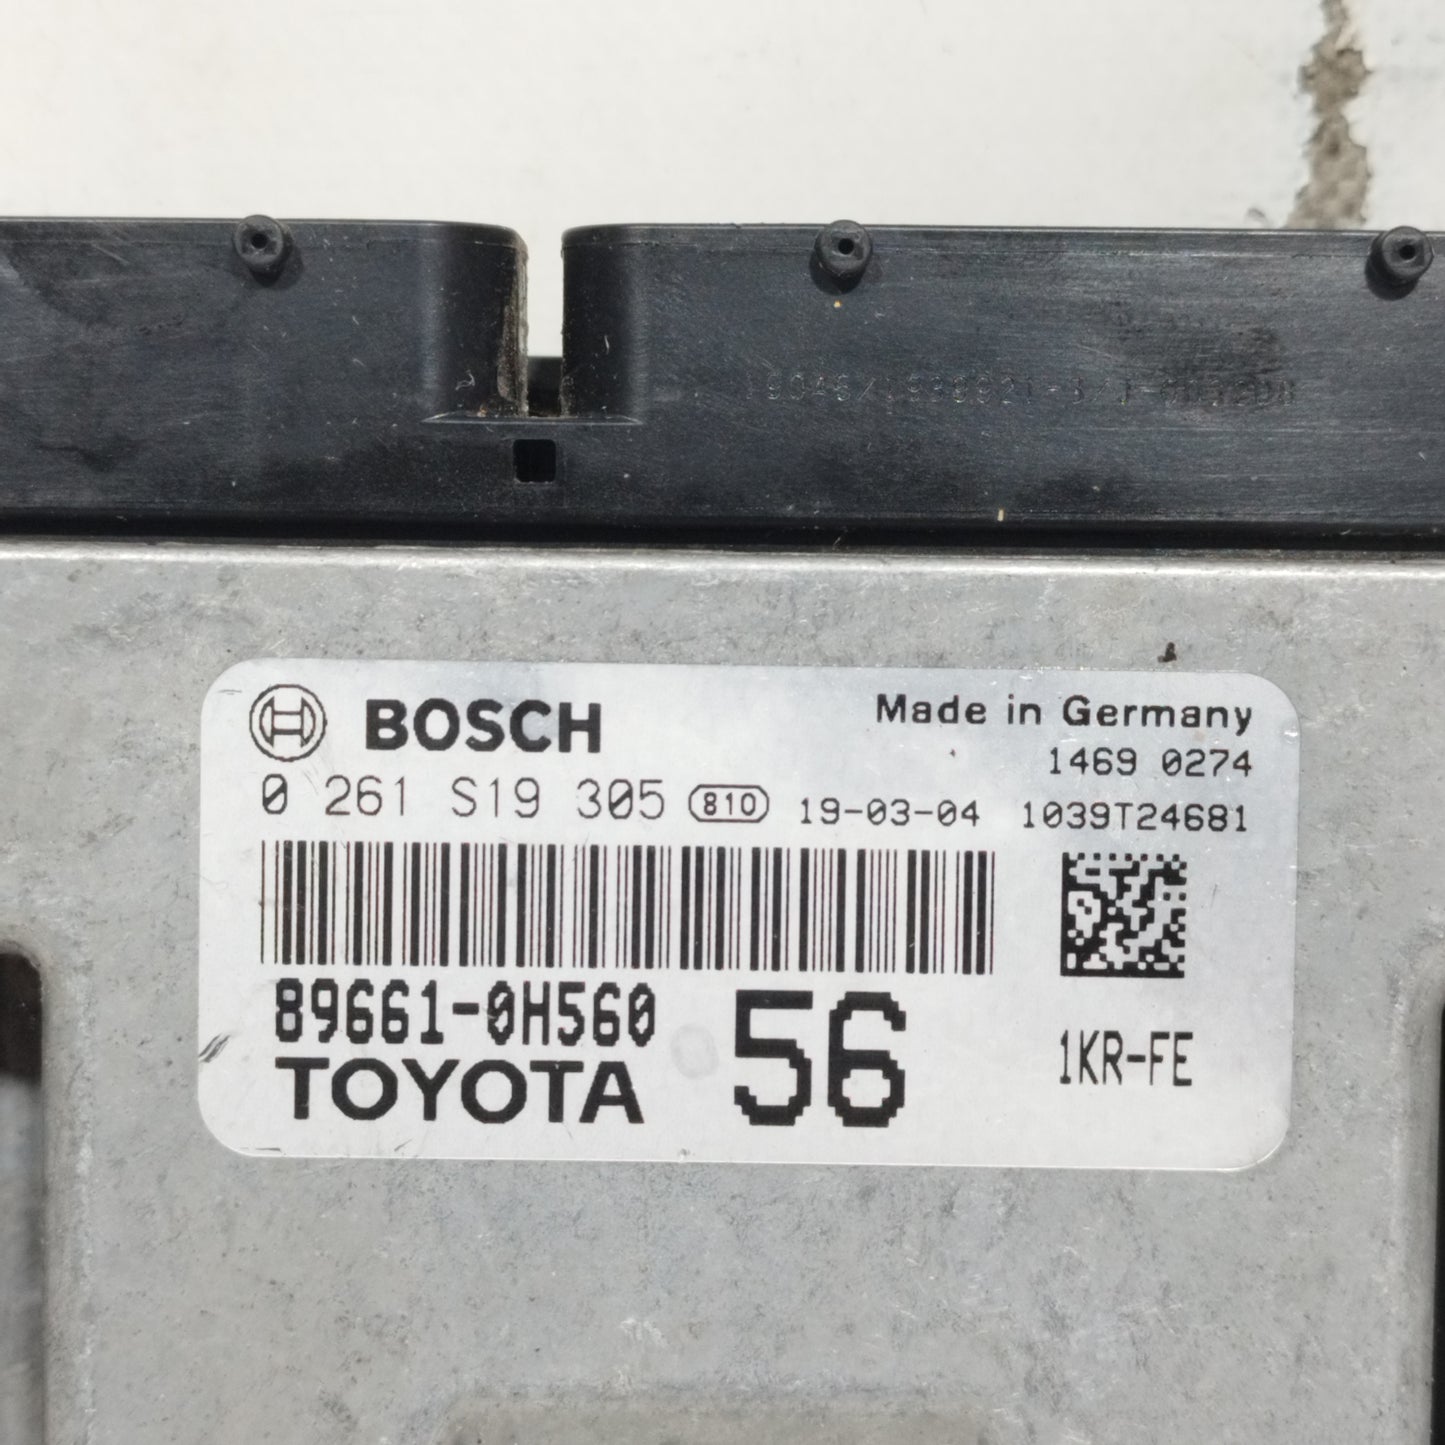 BOSCH
Made in Germany
1469 0274
0 261 S19 305 810 19-03-04 1039T24681
89661-0H560
TOYOTA
56
1KR-FE